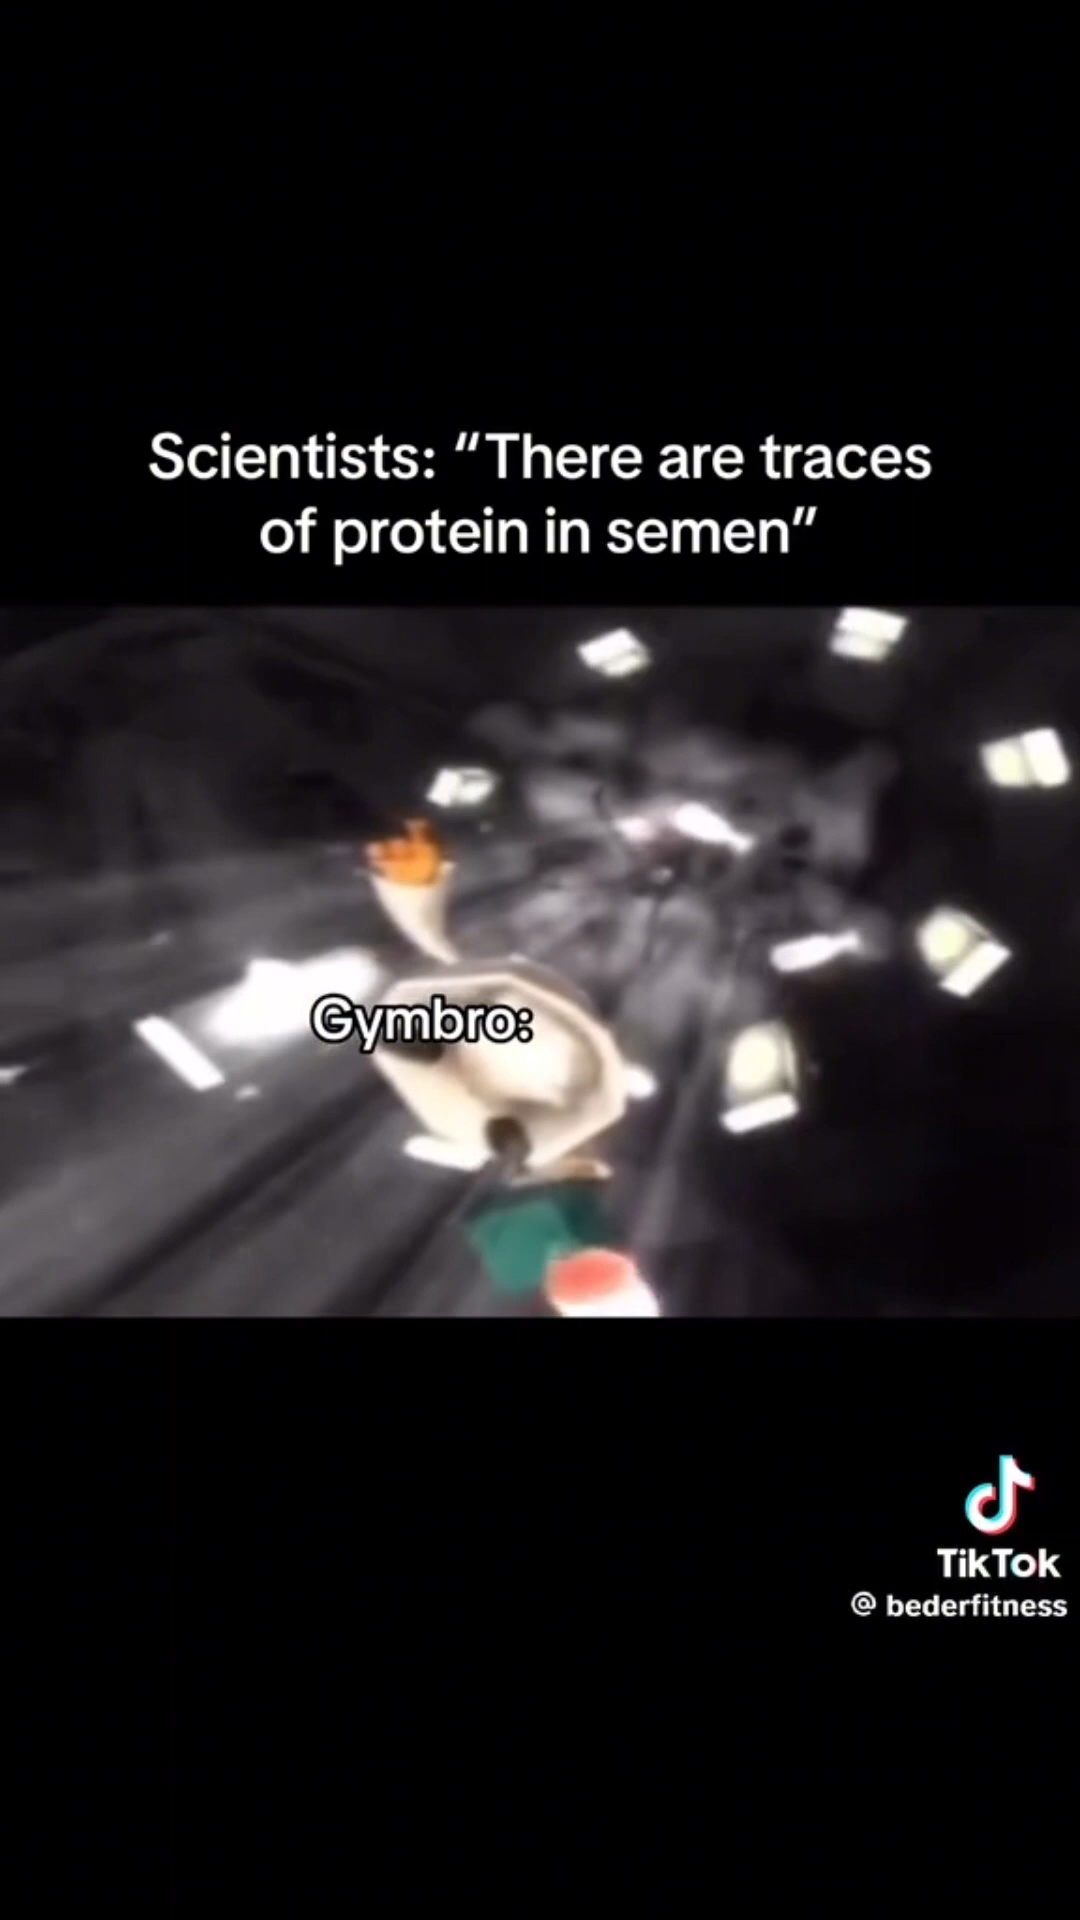 Scientists: “There are traces
of protein in semen”
Gymbro:
TikTok
@ bederfitness